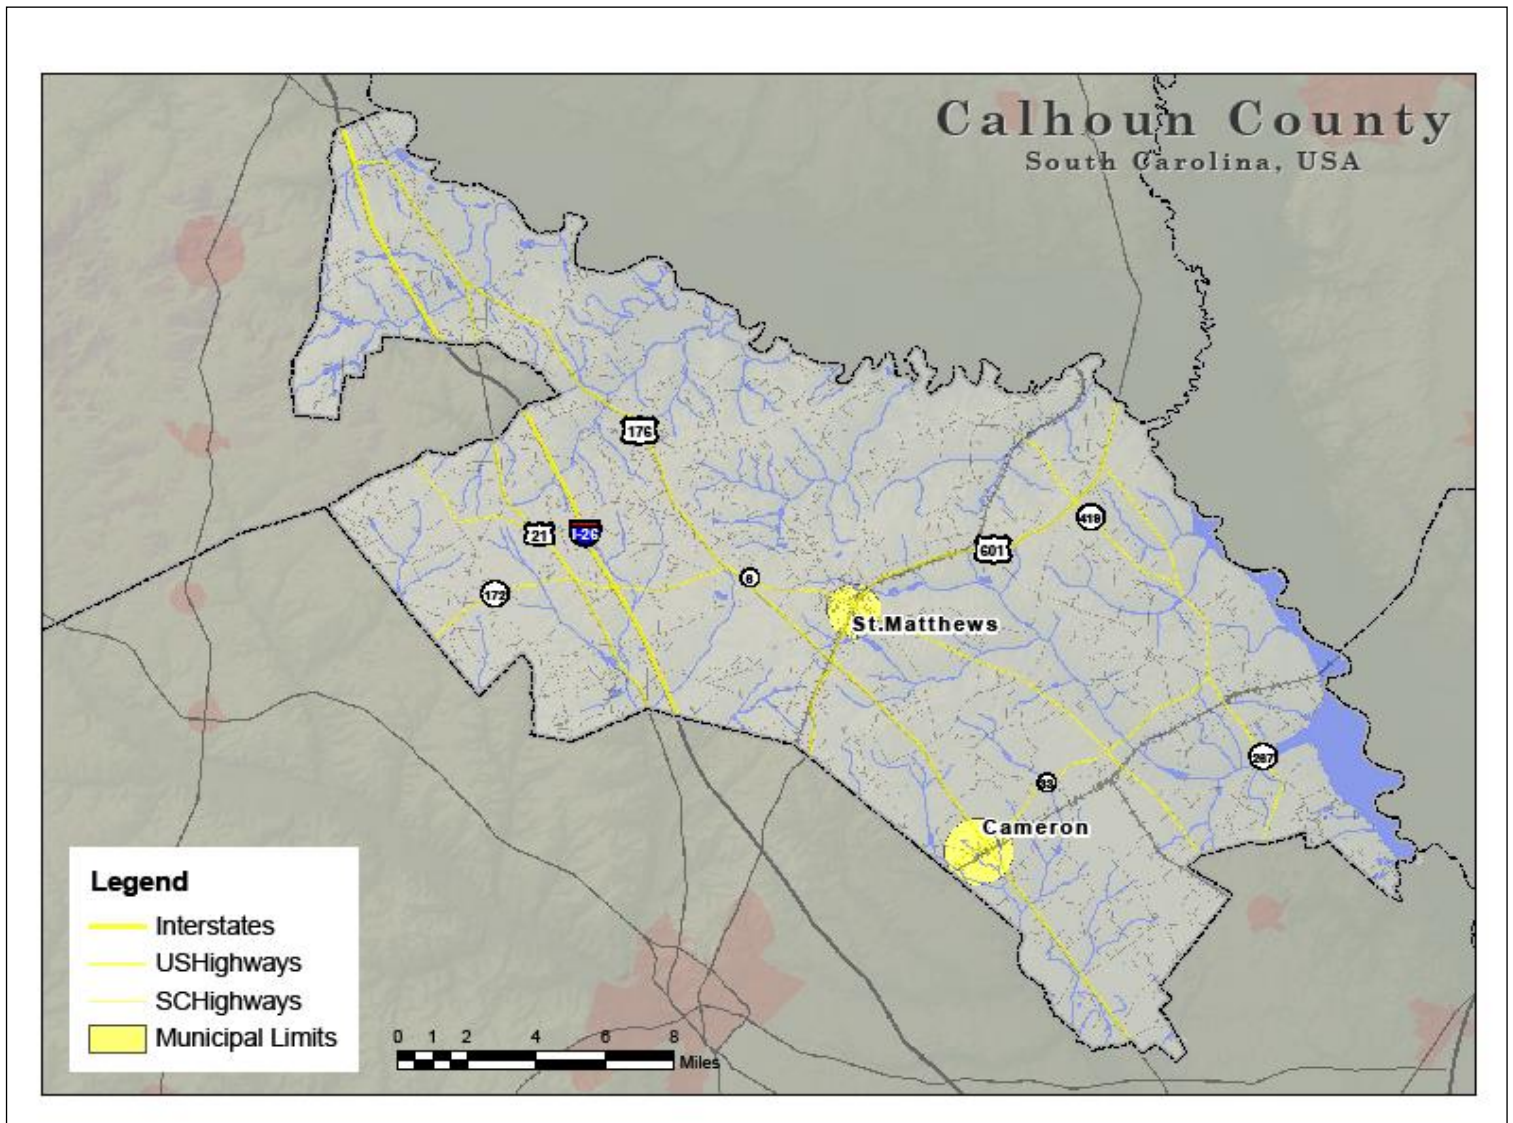 Calhoun County
South Carolina, USA
176
21
I-26
172
6
601
418
St.Matthews
267
33
Cameron
Legend
Interstates
USHighways
SCHighways
Municipal Limits
0 1 2 4 6 8
Miles